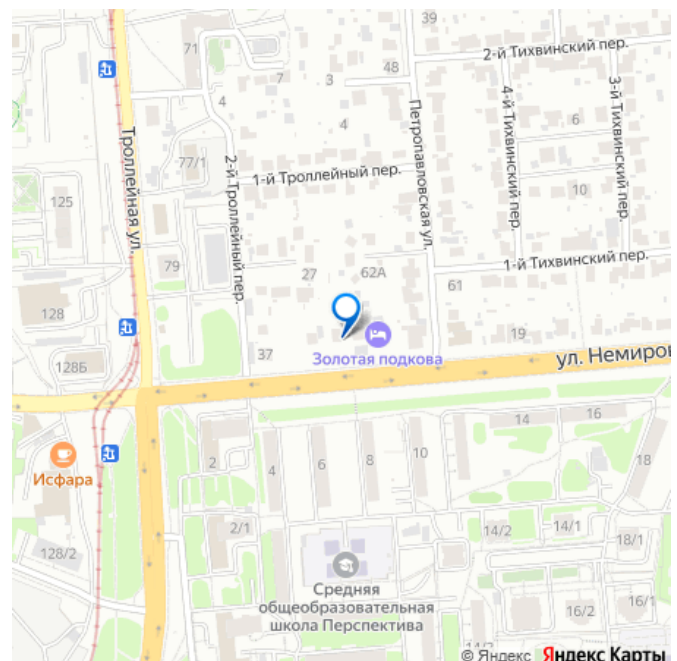 39
71
2-й Тихвинский пер.
48
7
3
4
4
3-й Тихвинский пер.
4-й Тихвинский пер.
6
Троллейная ул.
77/1
Петропавловская ул.
1-й Троллейный пер.
2-й Троллейный пер.
10
125
79
27
62А
61
1-й Тихвинский пер.
128
128Б
37
Золотая подкова
19
ул. Немиров
2
4
6
8
10
14
16
18
Исфара
2/1
14/2
14/1
18/1
128/2
Средняя
общеобразовательная
школа Перспектива
16/2
16/1
14/2
© Яндекс Яндекс Карты